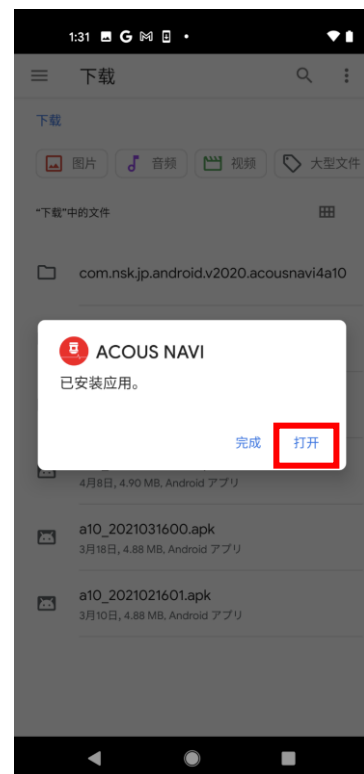 1:31
下载
下载
图片
音频
视频
大型文件
“下载”中的文件
com.nsk.jp.android.v2020.acousnavi4a10
ACOUS NAVI
已安装应用。
完成
打开
4月8日, 4.90 MB, Android アプリ
a10_2021031600.apk
3月18日, 4.88 MB, Android アプリ
a10_2021021601.apk
3月10日, 4.88 MB, Android アプリ